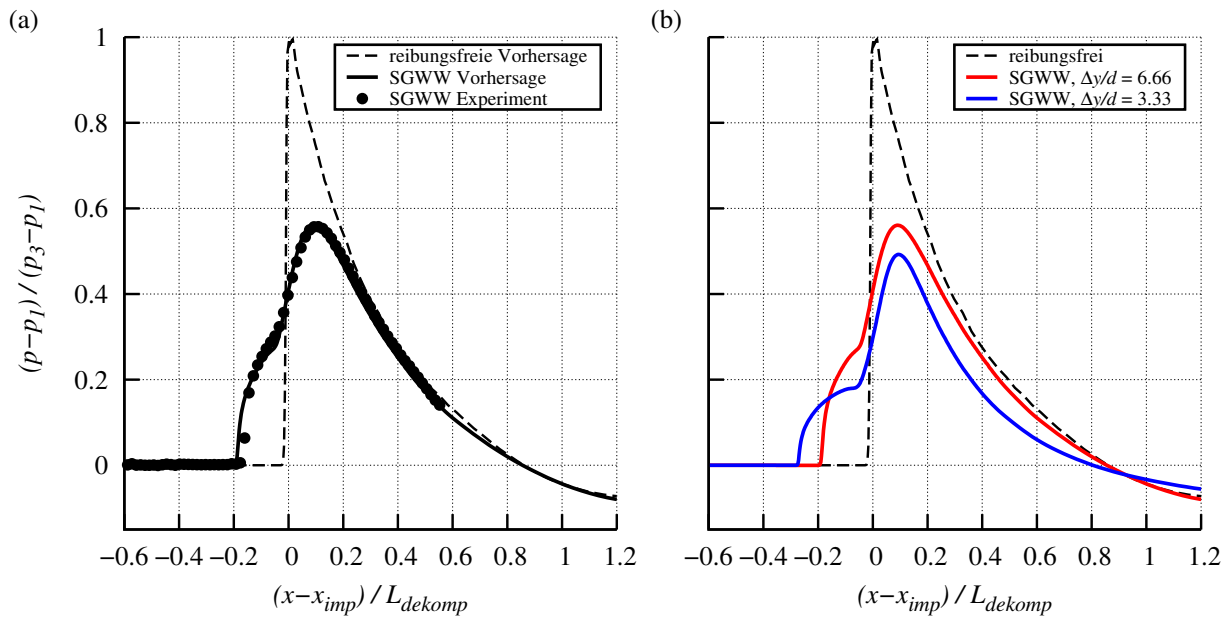 (a)
reibungsfreie Vorhersage
SGWW Vorhersage
SGWW Experiment
1
0.8
0.6
0.4
0.2
0
(p−p1) / (p3−p1)
−0.6 −0.4 −0.2 0 0.2 0.4 0.6 0.8 1 1.2
(x−ximp) / Ldekomp
(b)
reibungsfrei
SGWW, Δy/d = 6.66
SGWW, Δy/d = 3.33
−0.6 −0.4 −0.2 0 0.2 0.4 0.6 0.8 1 1.2
(x−ximp) / Ldekomp